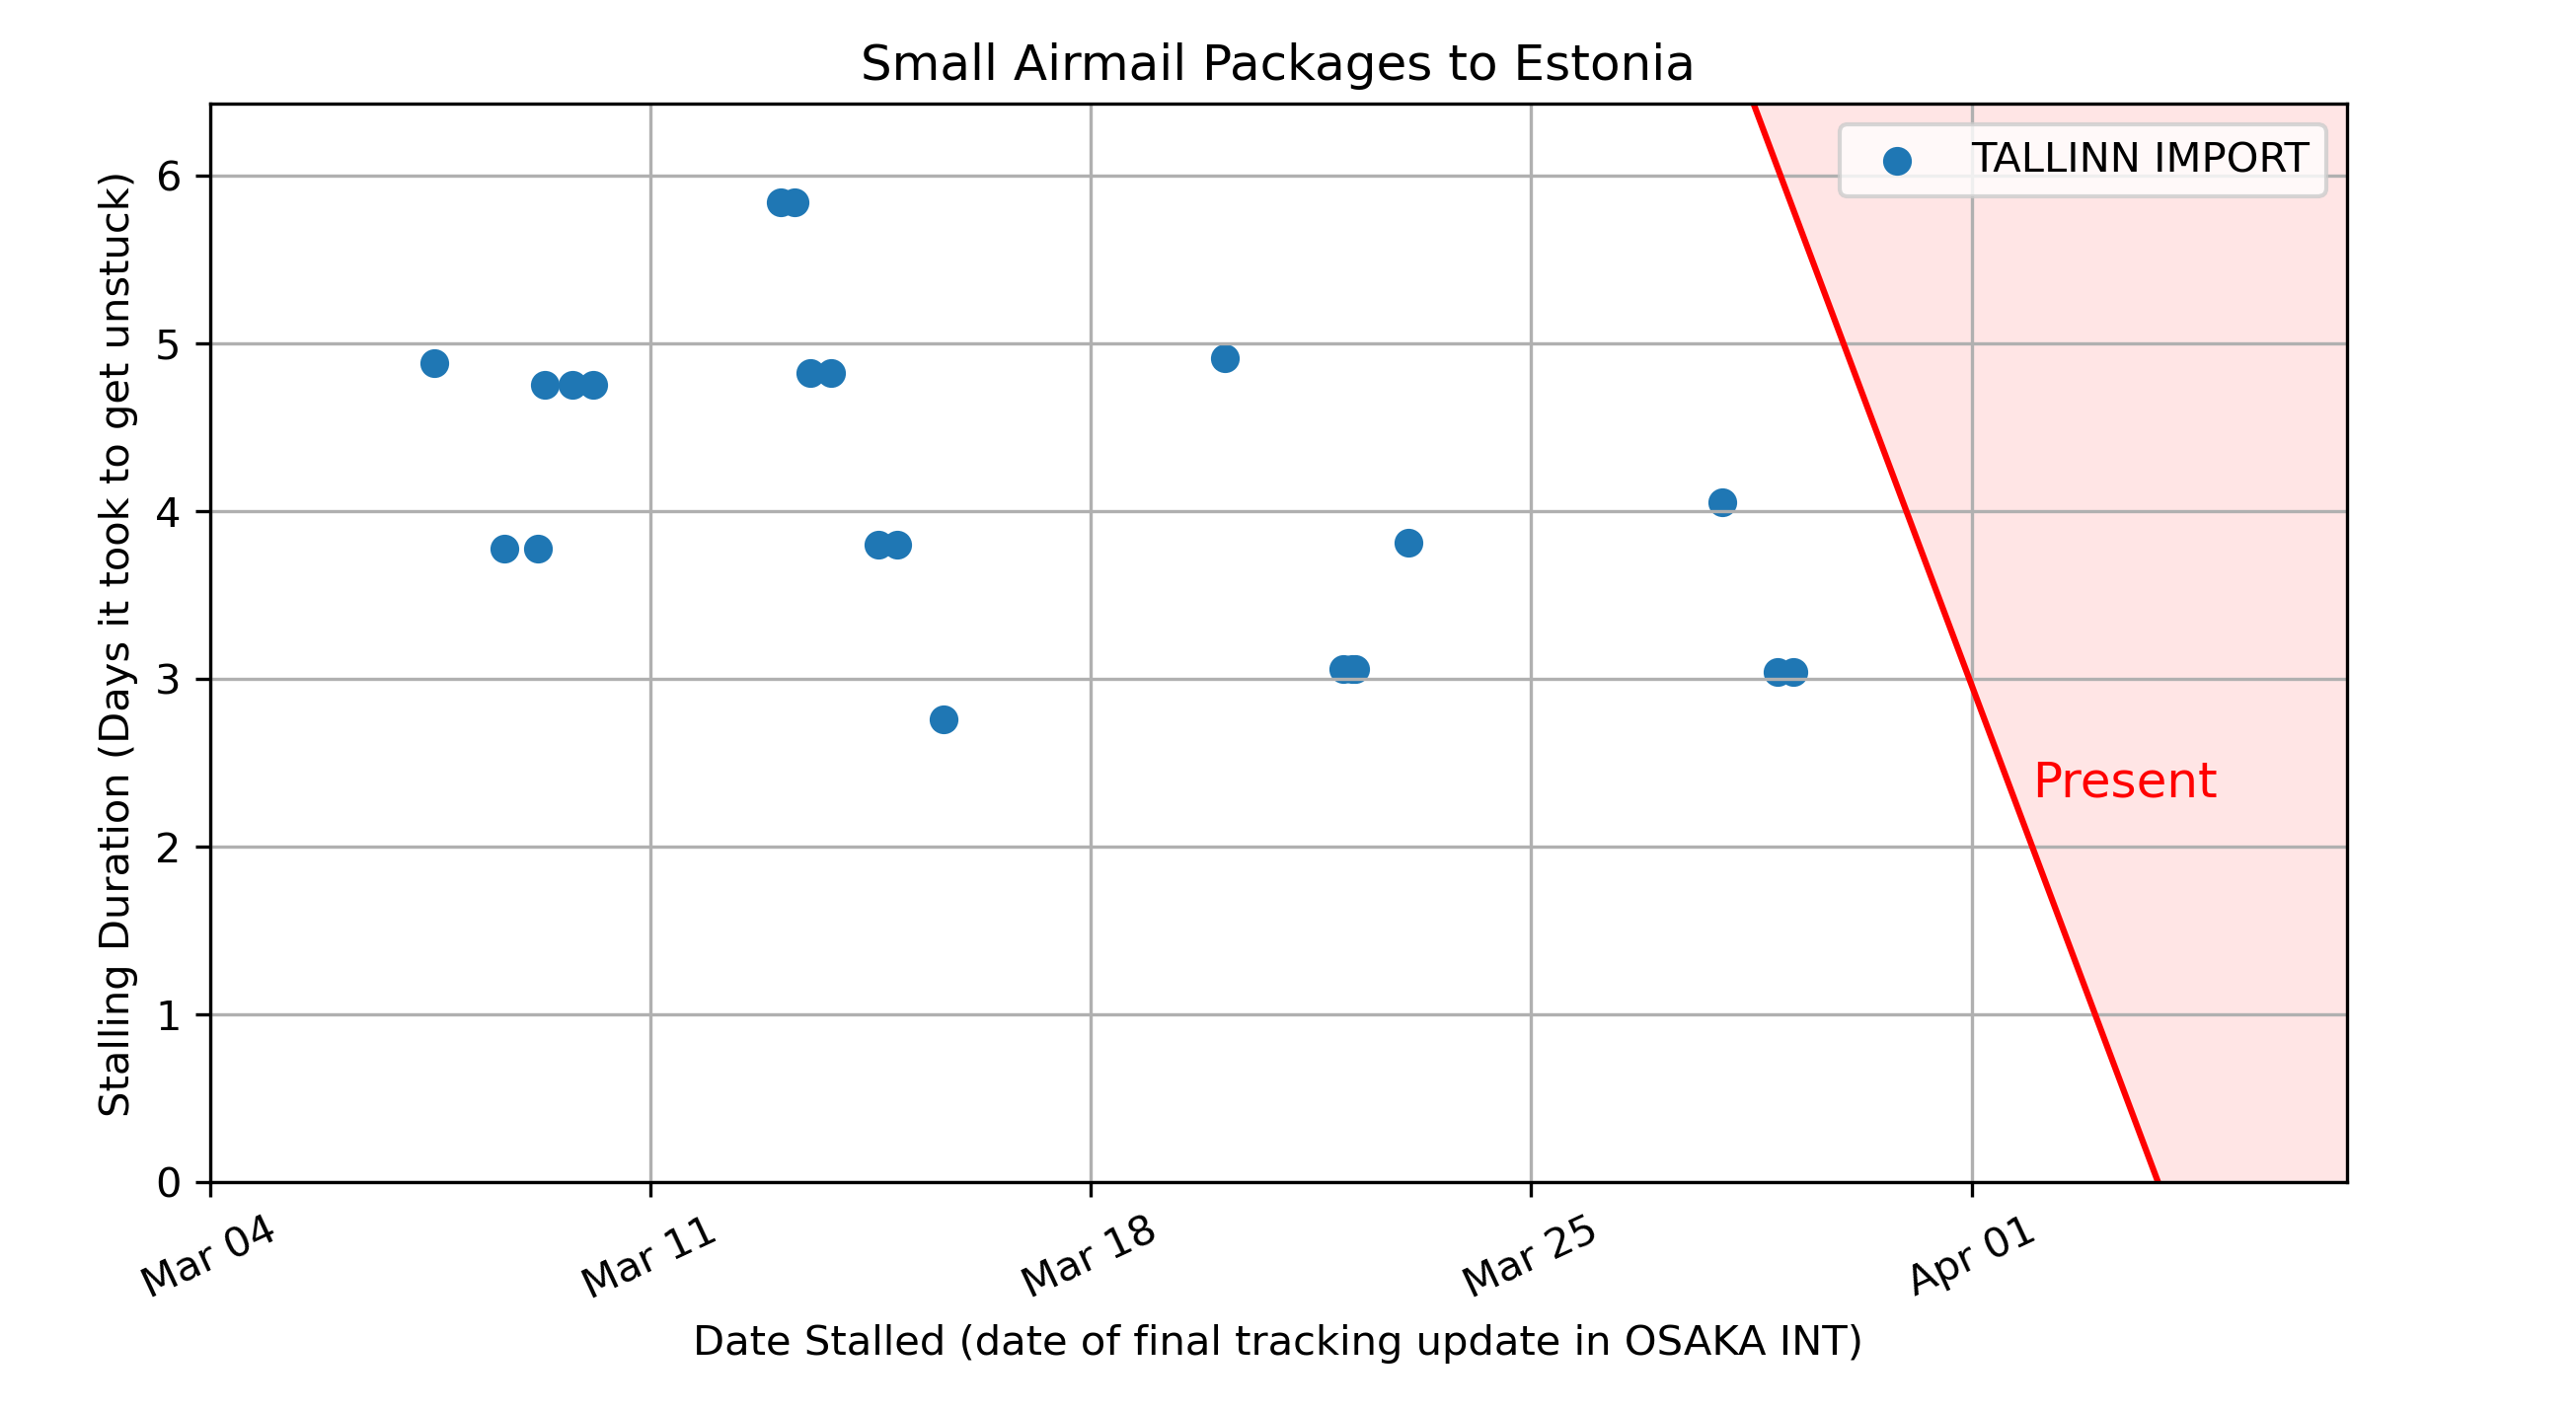 Small Airmail Packages to Estonia
TALLINN IMPORT
Stalling Duration (Days it took to get unstuck)
6
5
4
3
2
1
0
Present
Mar 04
Mar 11
Mar 18
Mar 25
Apr 01
Date Stalled (date of final tracking update in OSAKA INT)